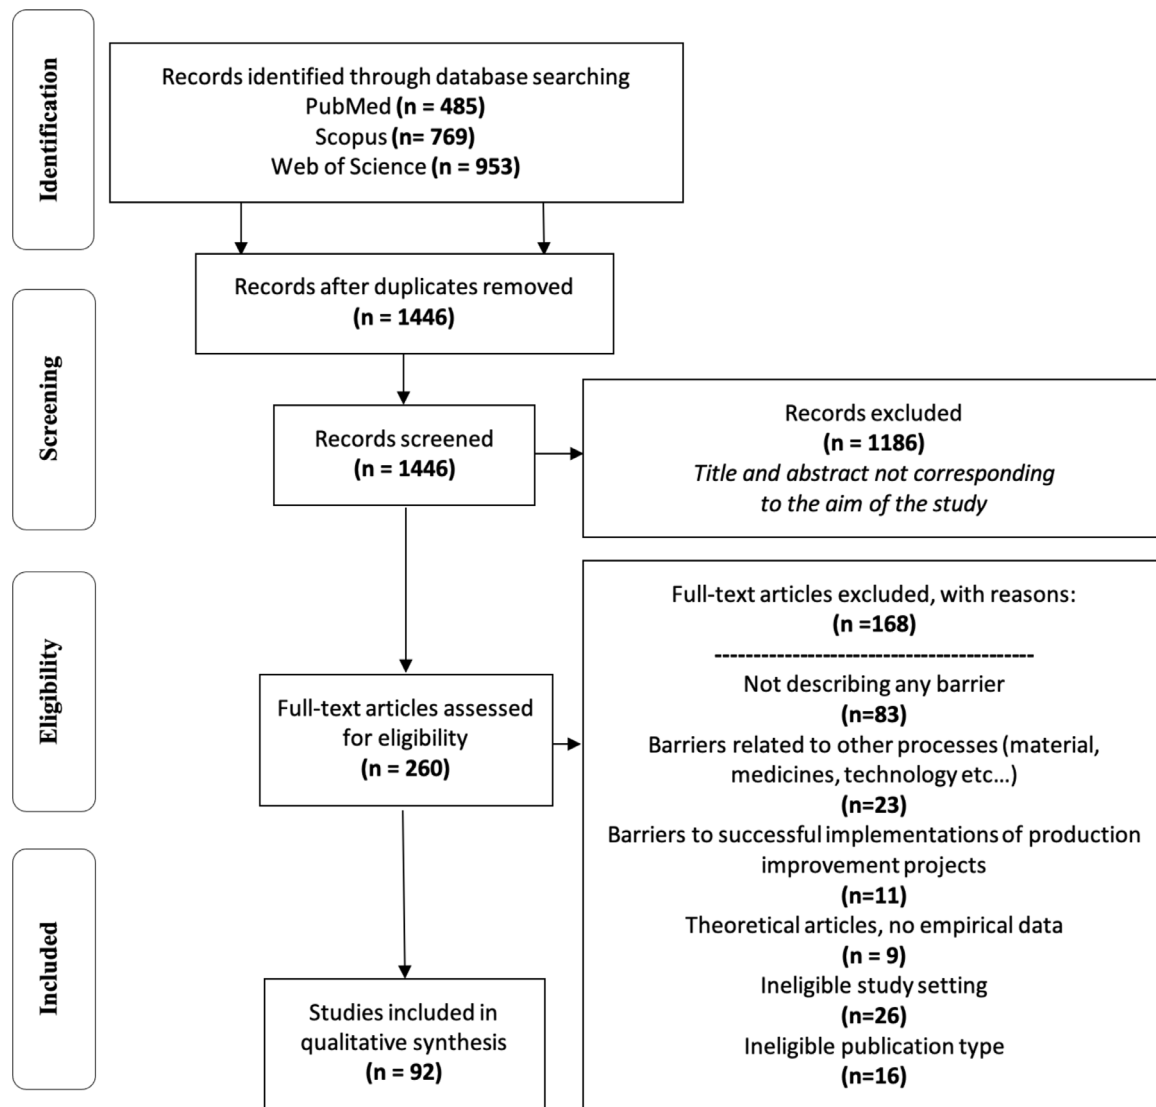 Identification
Records identified through database searching
PubMed (n = 485)
Scopus (n= 769)
Web of Science (n = 953)
Records after duplicates removed
(n = 1446)
Screening
Records screened
(n = 1446)
Records excluded
(n = 1186)
Title and abstract not corresponding
to the aim of the study
Eligibility
Full-text articles assessed
for eligibility
(n = 260)
Full-text articles excluded, with reasons:
(n =168)
-----------------------------------------
Not describing any barrier
(n=83)
Barriers related to other processes (material,
medicines, technology etc...)
(n=23)
Barriers to successful implementations of production
improvement projects
(n=11)
Theoretical articles, no empirical data
(n = 9)
Ineligible study setting
(n=26)
Ineligible publication type
(n=16)
Included
Studies included in
qualitative synthesis
(n = 92)